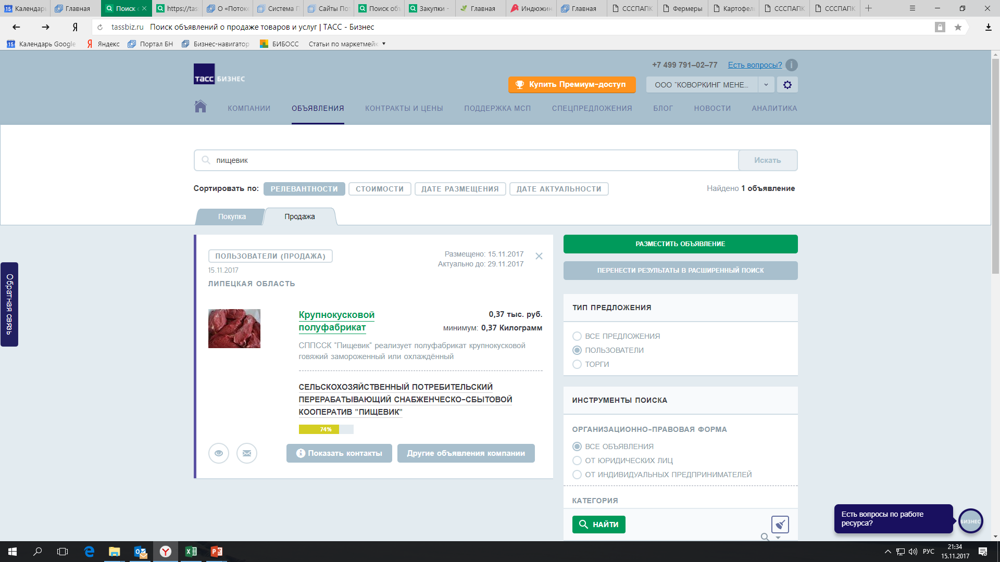 Календарь
Главная
Поиск
https://tas
О «Поток
Система
Сайты По
Поиск об
Закупки -
Главная
Индюжин
Главная
СССПАПК
Фермеры
Картофел
СССПАПК
СССПАПК
tassbiz.ru Поиск объявлений о продаже товаров и услуг | ТАСС - Бизнес
15 Календарь Google
Яндекс
Портал БН
Бизнес-навигатор
БИБОСС
Статьи по маркетмейк
+7 499 791–02–77 Есть вопросы?
ТАСС БИЗНЕС
Купить Премиум-доступ
ООО "КОВОРКИНГ МЕНЕ...
КОМПАНИИ ОБЪЯВЛЕНИЯ КОНТРАКТЫ И ЦЕНЫ ПОДДЕРЖКА МСП СПЕЦПРЕДЛОЖЕНИЯ БЛОГ НОВОСТИ АНАЛИТИКА
пищевик
Искать
Сортировать по: РЕЛЕВАНТНОСТИ СТОИМОСТИ ДАТЕ РАЗМЕЩЕНИЯ ДАТЕ АКТУАЛЬНОСТИ
Найдено 1 объявление
Покупка Продажа
ПОЛЬЗОВАТЕЛИ (ПРОДАЖА)
15.11.2017
ЛИПЕЦКАЯ ОБЛАСТЬ
Размещено: 15.11.2017
Актуально до: 29.11.2017
Крупнокусковой
полуфабрикат
0,37 тыс. руб.
минимум: 0,37 Килограмм
СППССК "Пищевик" реализует полуфабрикат крупнокусковой
говяжий замороженный или охлаждённый
СЕЛЬСКОХОЗЯЙСТВЕННЫЙ ПОТРЕБИТЕЛЬСКИЙ
ПЕРЕРАБАТЫВАЮЩИЙ СНАБЖЕНЧЕСКО-СБЫТОВОЙ
КООПЕРАТИВ "ПИЩЕВИК"
74%
Показать контакты
Другие объявления компании
РАЗМЕСТИТЬ ОБЪЯВЛЕНИЕ
ПЕРЕНЕСТИ РЕЗУЛЬТАТЫ В РАСШИРЕННЫЙ ПОИСК
ТИП ПРЕДЛОЖЕНИЯ
ВСЕ ПРЕДЛОЖЕНИЯ
ПОЛЬЗОВАТЕЛИ
ТОРГИ
ИНСТРУМЕНТЫ ПОИСКА
ОРГАНИЗАЦИОННО-ПРАВОВАЯ ФОРМА
ВСЕ ОБЪЯВЛЕНИЯ
ОТ ЮРИДИЧЕСКИХ ЛИЦ
ОТ ИНДИВИДУАЛЬНЫХ ПРЕДПРИНИМАТЕЛЕЙ
КАТЕГОРИЯ
НАЙТИ
Обратная связь
Есть вопросы по работе
ресурса?
БИЗНЕС
РУС
21:34
15.11.2017